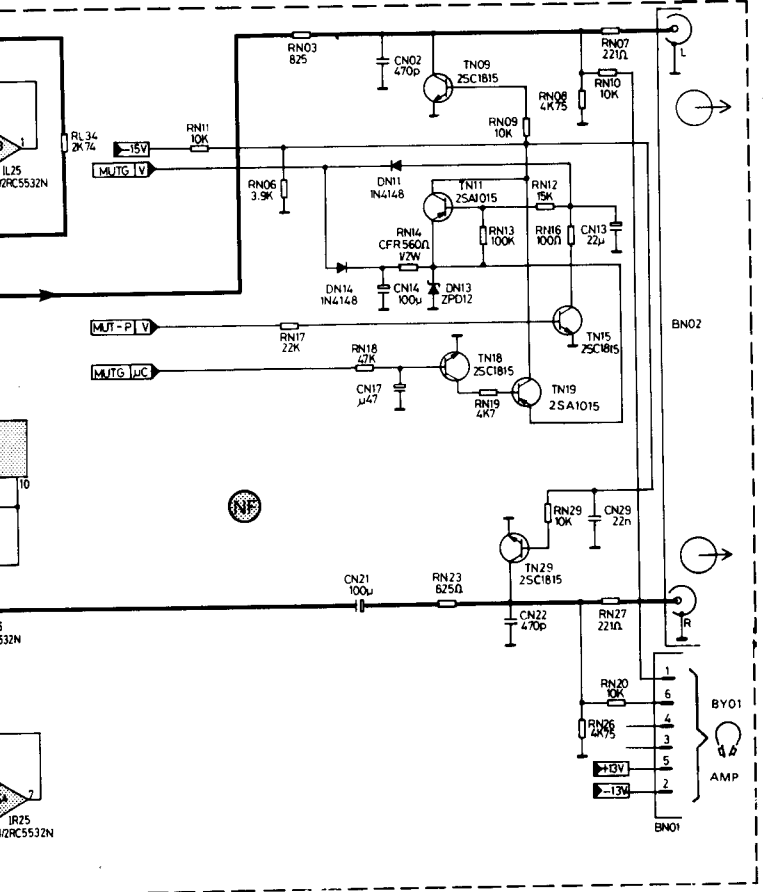 RN03
825
CN02
470p
TN09
2SC1815
RN07
221Ω
L
RN10
10K
RN08
4K75
RN09
10K
RL34
2K74
1
IL25
/2RC5532N
RN11
10K
-15V
MUTG V
RN06
3.9K
DN11
1N4148
TN11
2SA1015
RN12
15K
RN13
100K
RN16
100Ω
CN13
22µ
RN14
CFR560Ω
1/2W
DN14
1N4148
CN14
100µ
DN13
ZPD12
MUT-P V
RN17
22K
TN15
2SC1815
BN02
MUTG µC
RN18
47K
CN17
µ47
TN18
2SC1815
RN19
4K7
TN19
2SA1015
10
NF
RN29
10K
CN29
22n
TN29
2SC1815
CN21
100µ
RN23
825Ω
CN22
470p
RN27
221Ω
R
532N
RN20
10K
RN26
4K75
1
6
4
3
5
2
+13V
-13V
BY01
AMP
BN01
7
IR25
/2RC5532N